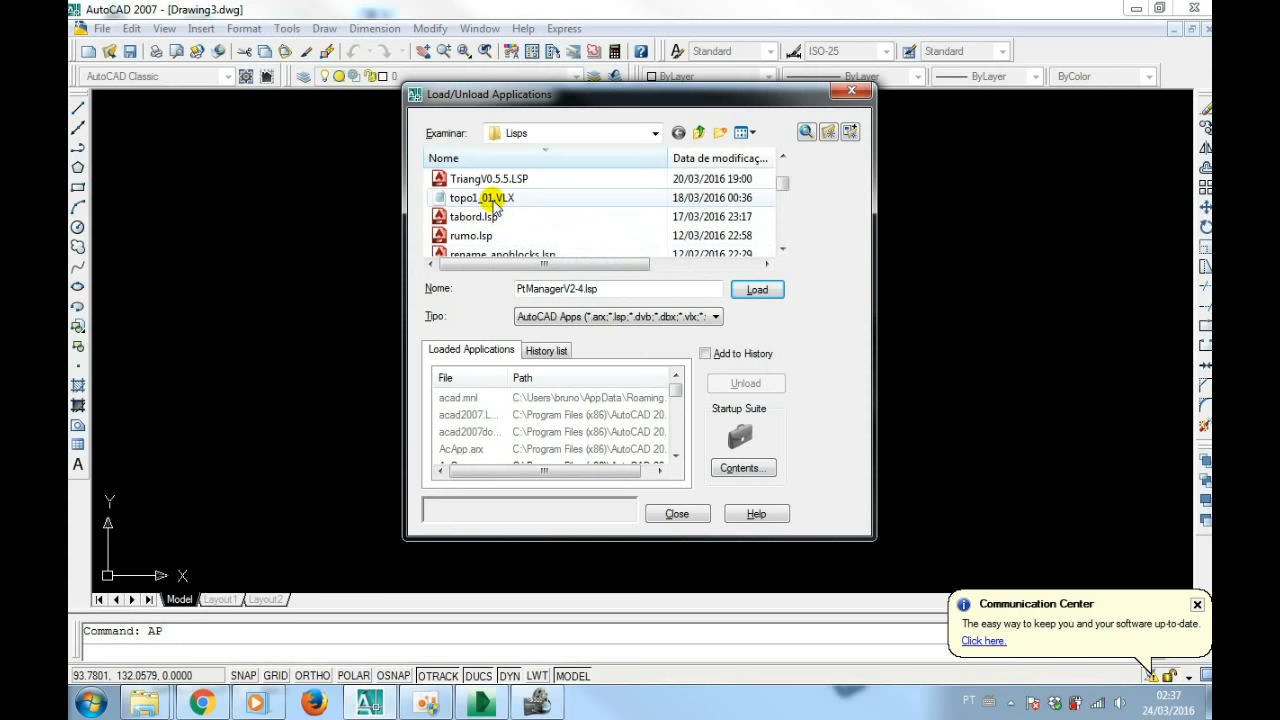 AutoCAD 2007 - [Drawing3.dwg]
File Edit View Insert Format Tools Draw Dimension Modify Window Help Express
Standard ISO-25 Standard
AutoCAD Classic 0 ByLayer ByLayer ByLayer ByColor
Load/Unload Applications
Examinar: Lisps
Nome Data de modificaç...
TriangV0.5.5.LSP 20/03/2016 19:00
topo1_01.VLX 18/03/2016 00:36
tabord.lsp 17/03/2016 23:17
rumo.lsp 12/03/2016 22:58
Nome: PtManagerV2-4.lsp Load
Tipo: AutoCAD Apps (*.arx;*.lsp;*.dvb;*.dbx;*.vlx;*.
Loaded Applications History list Add to History
File Path
acad.mnl C:\Users\bruno\AppData\Roaming.
acad2007.L... C:\Program Files (x86)\AutoCAD 20.
acad2007do... C:\Program Files (x86)\AutoCAD 20.
AcApp.arx C:\Program Files (x86)\AutoCAD 20.
Unload
Startup Suite
Contents...
Close Help
Y
X
Model Layout1 Layout2
Command: AP
Communication Center
The easy way to keep you and your software up-to-date.
Click here.
93.7801, 132.0579, 0.0000 SNAP GRID ORTHO POLAR OSNAP OTRACK DUCS DYN LWT MODEL
PT 02:37
24/03/2016